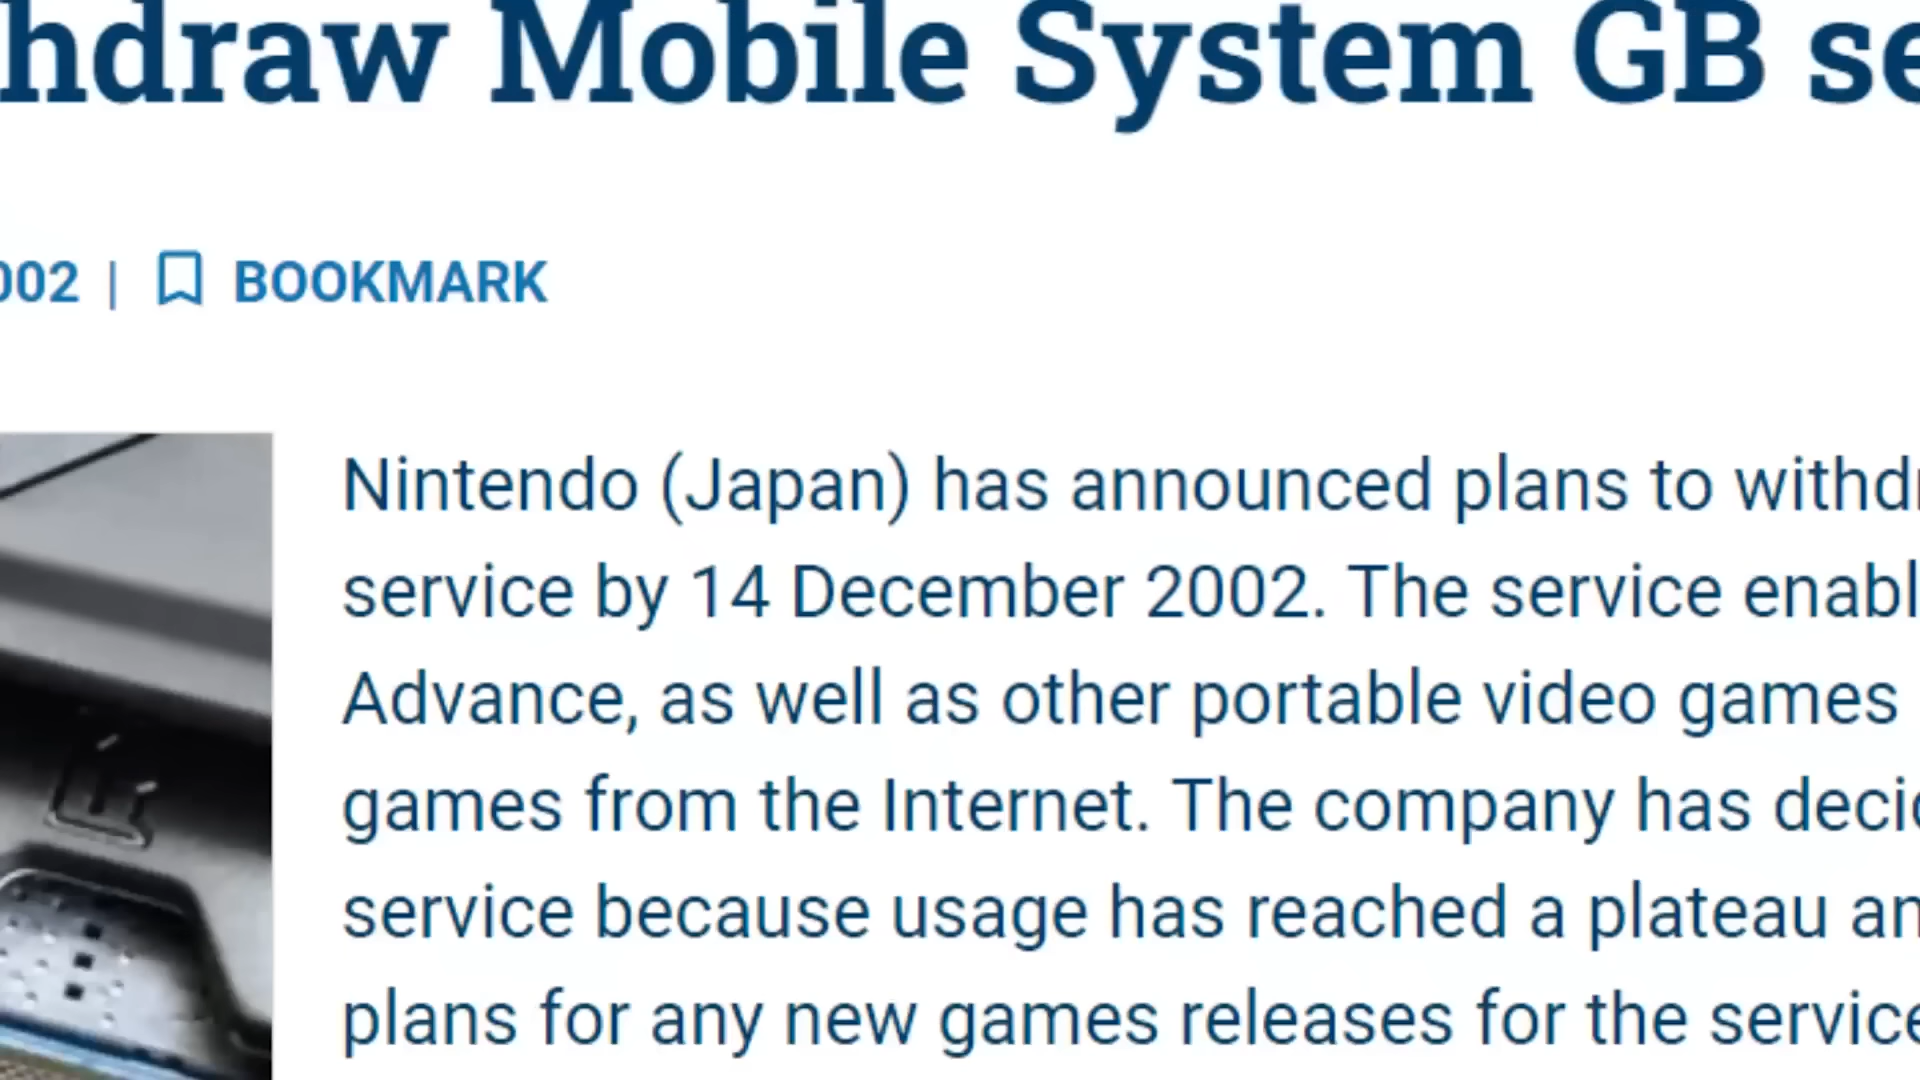 hdraw Mobile System GB se
002 | BOOKMARK
Nintendo (Japan) has announced plans to withdr
service by 14 December 2002. The service enabl
Advance, as well as other portable video games
games from the Internet. The company has decid
service because usage has reached a plateau an
plans for any new games releases for the service